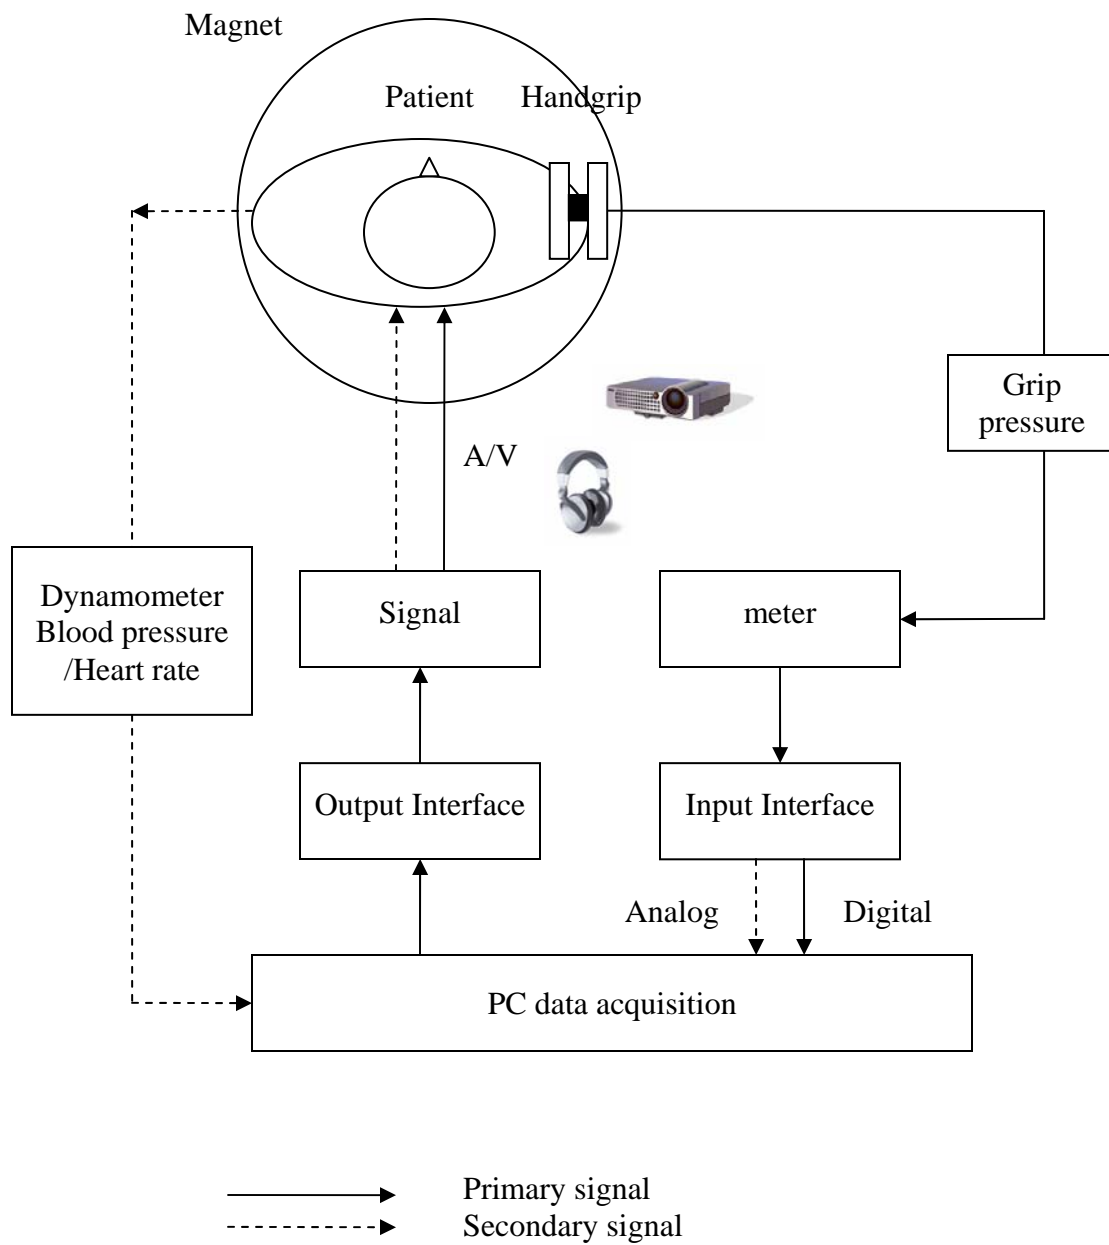 Magnet
Patient
Handgrip
Grip
pressure
A/V
Dynamometer
Blood pressure
/Heart rate
Signal
meter
Output Interface
Input Interface
Analog
Digital
PC data acquisition
Primary signal
Secondary signal